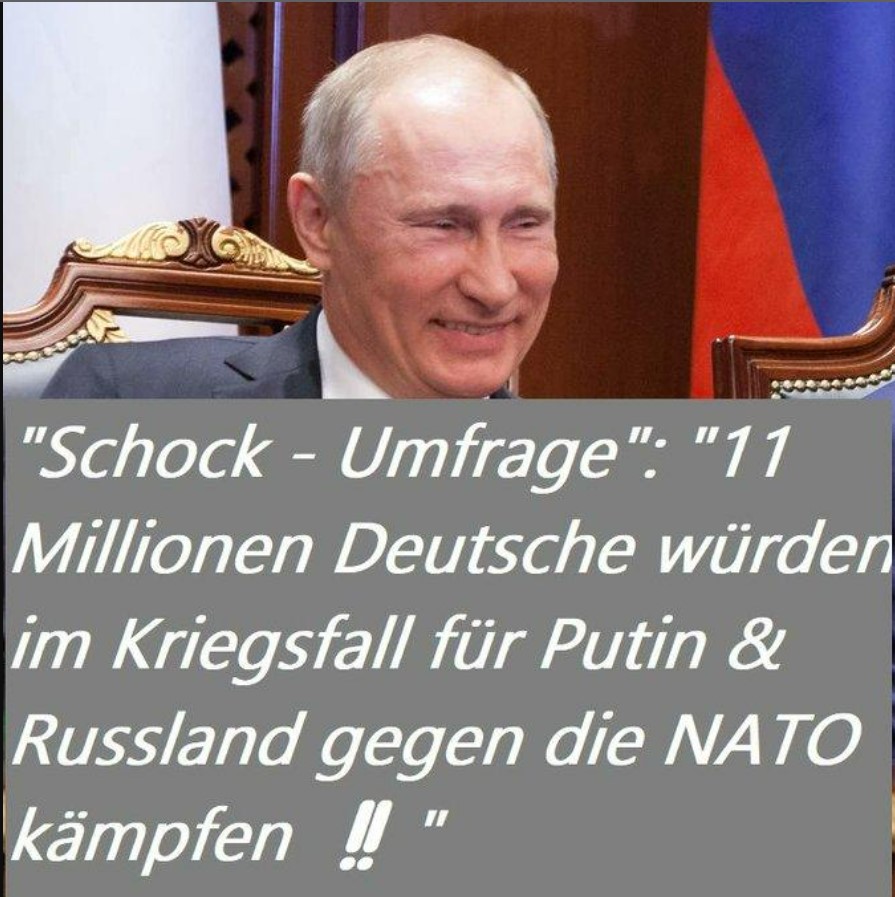 "Schock - Umfrage": "11
Millionen Deutsche würden
im Kriegsfall für Putin &
Russland gegen die NATO
kämpfen ‼ "